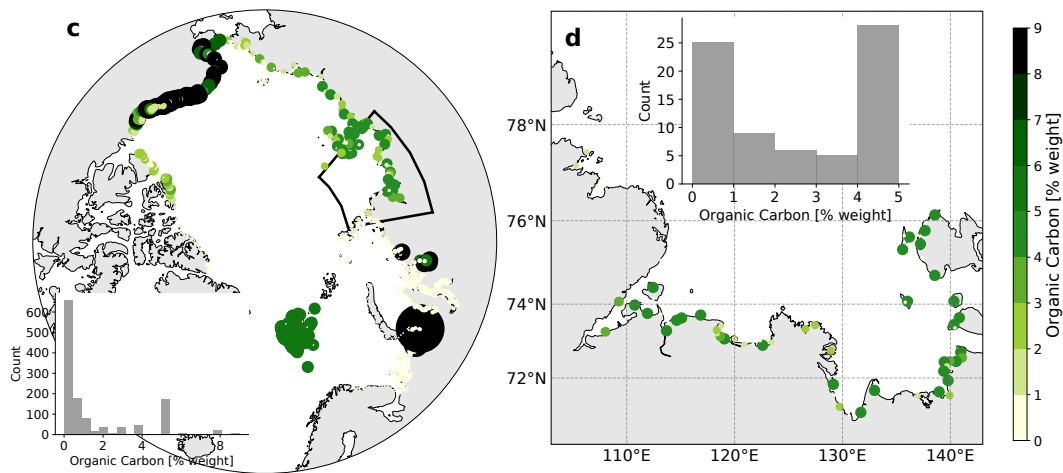 c
600
500
400
300
200
100
0
Count
0 2 4 6 8
Organic Carbon [% weight]
d
78°N
76°N
74°N
72°N
110°E 120°E 130°E 140°E
25
20
15
10
5
0
Count
0 1 2 3 4 5
Organic Carbon [% weight]
9
8
7
6
5
4
3
2
1
0
Organic Carbon [% weight]